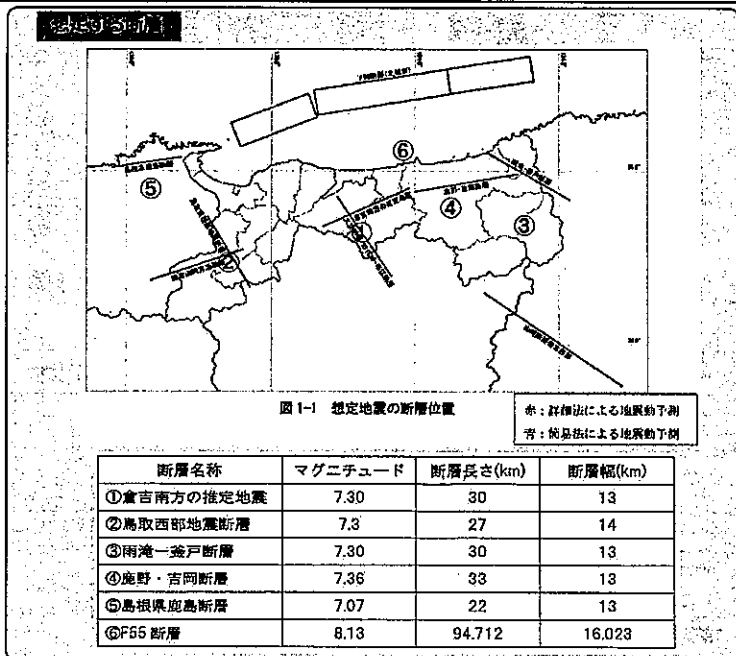 想定する断層
⑥
⑤
④
③
図1-1 想定地震の断層位置
赤：詳細法による地震動予測
青：簡易法による地震動予測
断層名称 マグニチュード 断層長さ(km) 断層幅(km)
①倉吉南方の推定地震 7.30 30 13
②鳥取西部地震断層 7.3 27 14
③雨滝－釜戸断層 7.30 30 13
④鹿野・吉岡断層 7.36 33 13
⑤島根県鹿島断層 7.07 22 13
⑥F55断層 8.13 94.712 16.023